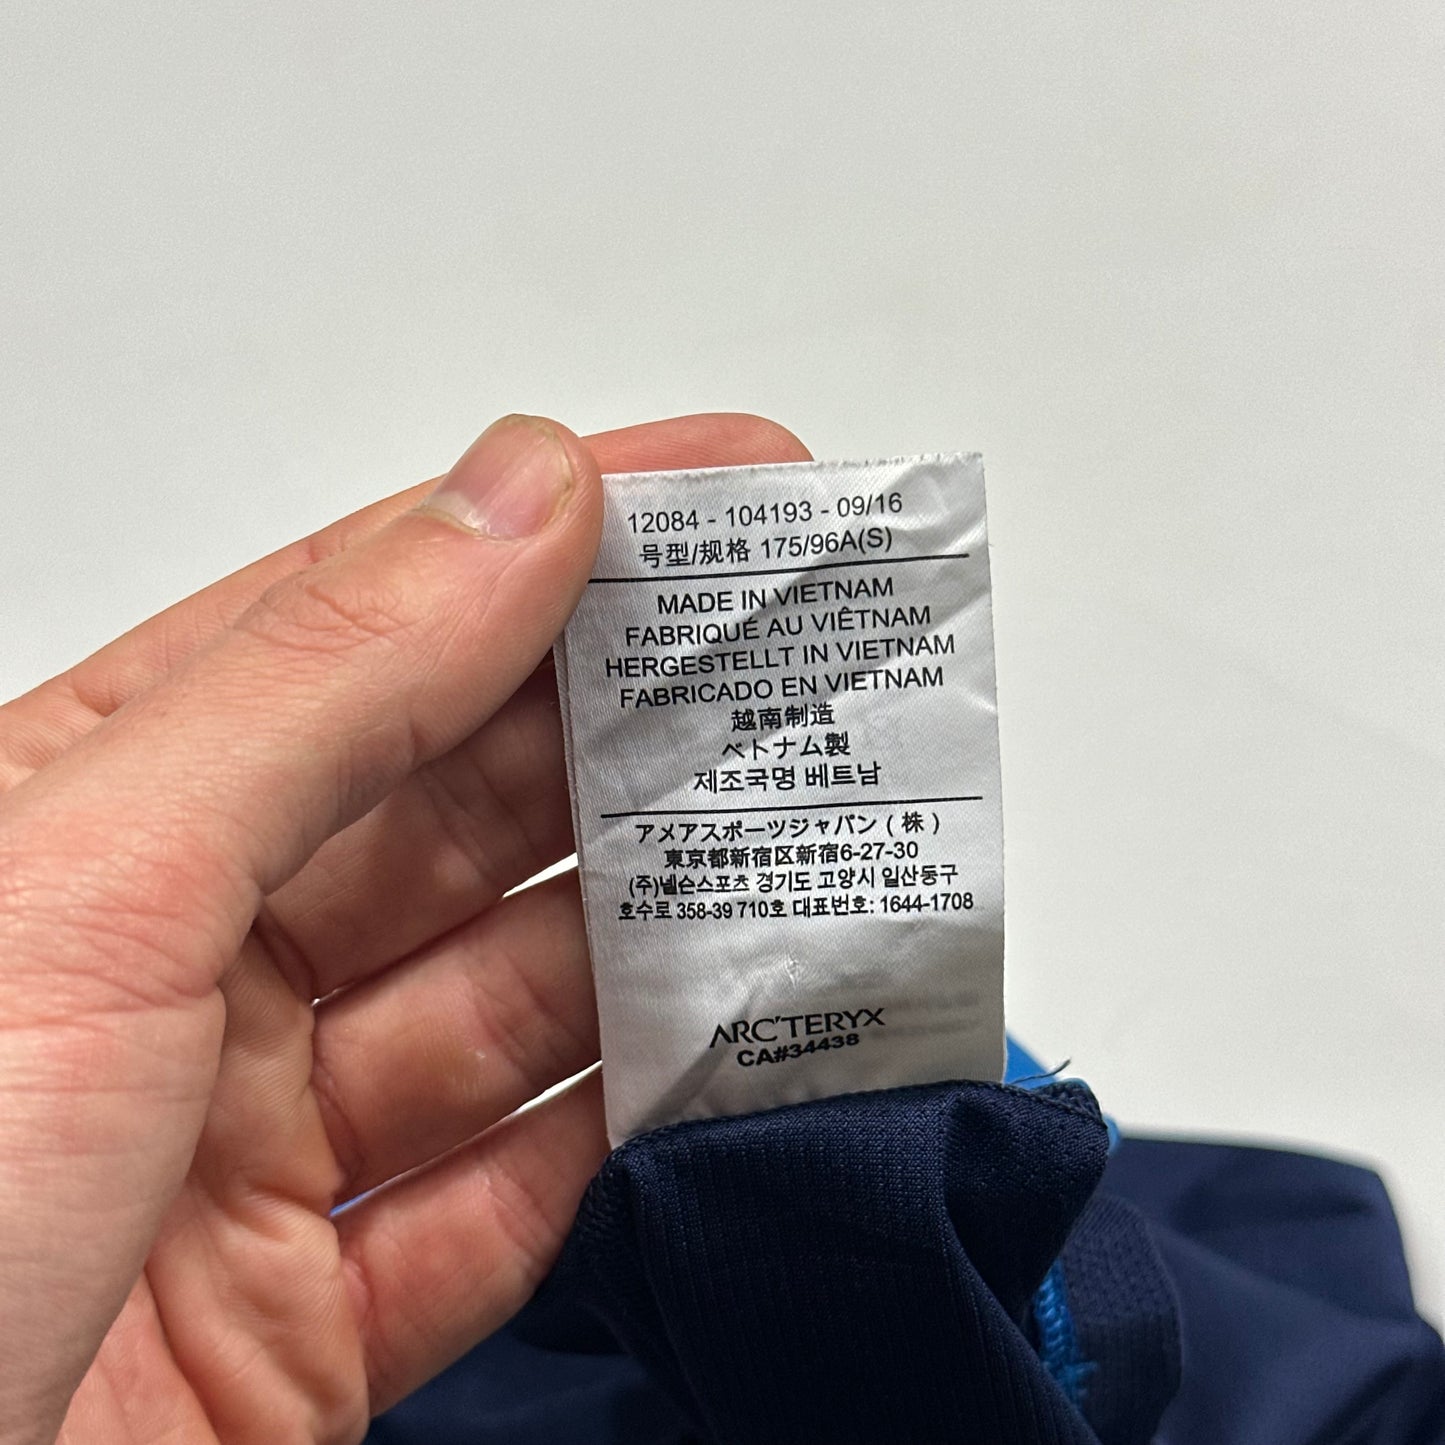 12084 - 104193 - 09/16
号型/规格 175/96A(S)
MADE IN VIETNAM
FABRIQUÉ AU VIÊTNAM
HERGESTELLT IN VIETNAM
FABRICADO EN VIETNAM
越南制造
ベトナム製
제조국명 베트남
アメアスポーツジャパン ( 株 )
東京都新宿区新宿6-27-30
(주)넬슨스포츠 경기도 고양시 일산동구
호수로 358-39 710호 대표번호: 1644-1708
ARC'TERYX
CA#34438